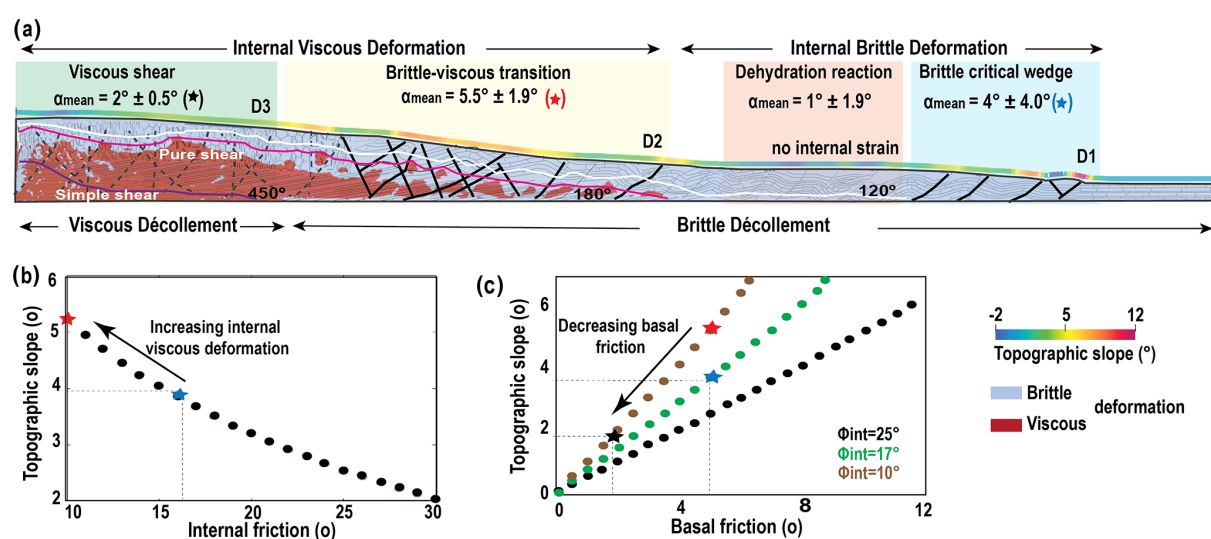 (a)
Internal Viscous Deformation
Internal Brittle Deformation
Viscous shear
αmean = 2° ± 0.5° (★)
D3
Brittle-viscous transition
αmean = 5.5° ± 1.9° (★)
D2
Dehydration reaction
αmean = 1° ± 1.9°
no internal strain
Brittle critical wedge
αmean = 4° ± 4.0° (★)
D1
Pure shear
Simple shear
450°
180°
120°
Viscous Décollement
Brittle Décollement
(b)
Topographic slope (o)
6
5
4
3
2
Increasing internal
viscous deformation
10
15
20
25
30
Internal friction (o)
(c)
Topographic slope (o)
6
4
2
0
Decreasing basal
friction
Φint=25°
Φint=17°
Φint=10°
0
4
8
12
Basal friction (o)
-2
5
12
Topographic slope (°)
Brittle
Viscous
deformation